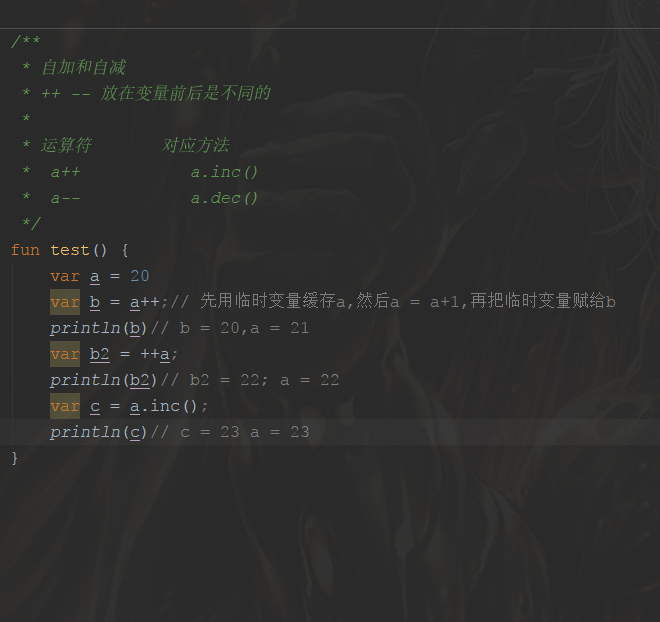 /**
 * 自加和自减
 * ++ -- 放在变量前后是不同的
 *
 * 运算符       对应方法
 *  a++           a.inc()
 *  a--           a.dec()
 */
fun test() {
    var a = 20
    var b = a++;// 先用临时变量缓存a,然后a = a+1,再把临时变量赋给b
    println(b)// b = 20,a = 21
    var b2 = ++a;
    println(b2)// b2 = 22; a = 22
    var c = a.inc();
    println(c)// c = 23 a = 23
}